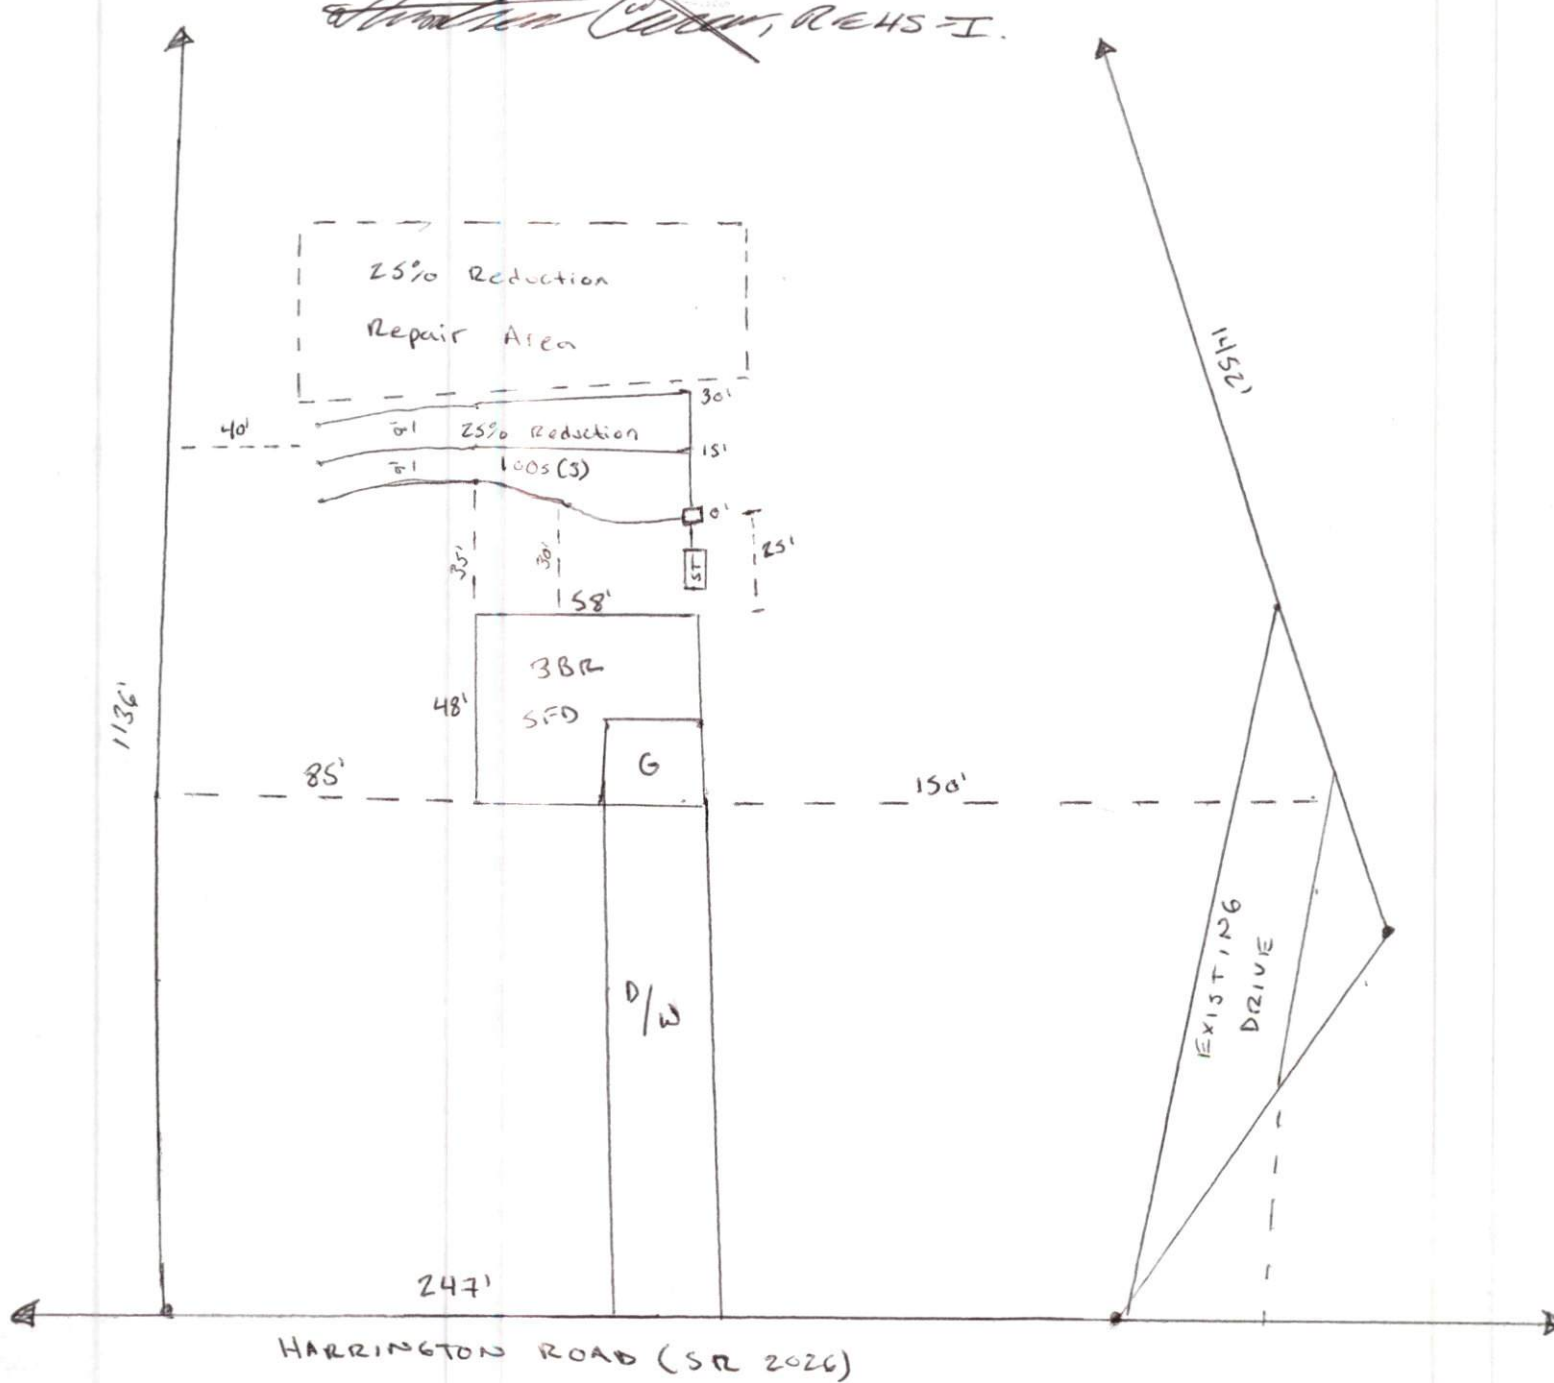 , REHS-I.
25% Reduction
Repair Area
1452'
30'
40'
25% Reduction
15'
100s (3)
0'
25'
35'
30'
ST
58'
3BR
48'
SFD
1136'
G
85'
150'
EXISTING
DRIVE
D/W
247'
HARRINGTON ROAD (SR 2026)